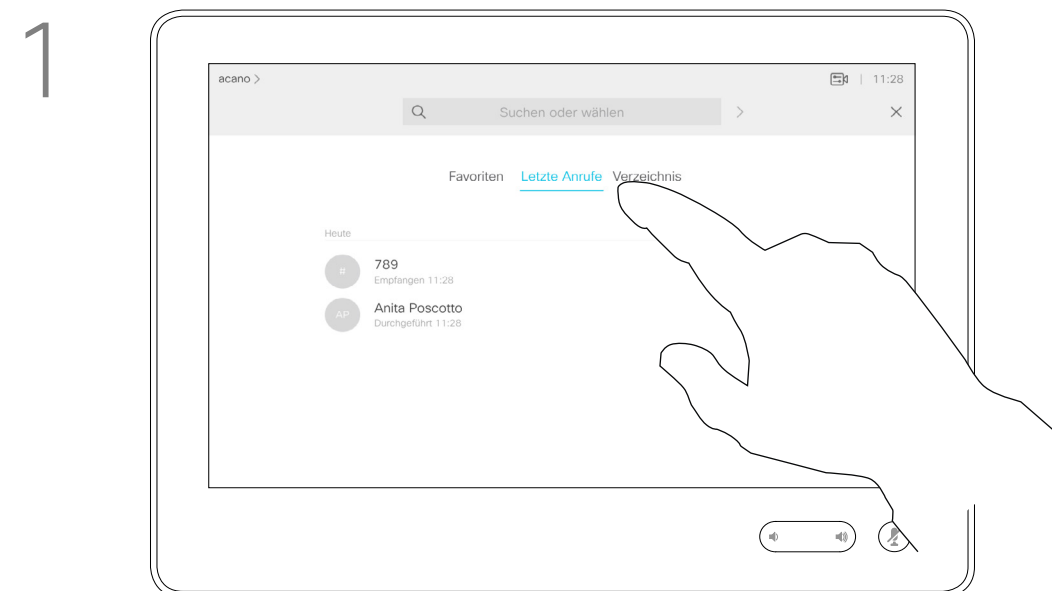 1
acano >
11:28
Suchen oder wählen
Favoriten Letzte Anrufe Verzeichnis
Heute
#
789
Empfangen 11:28
AP
Anita Poscotto
Durchgeführt 11:28